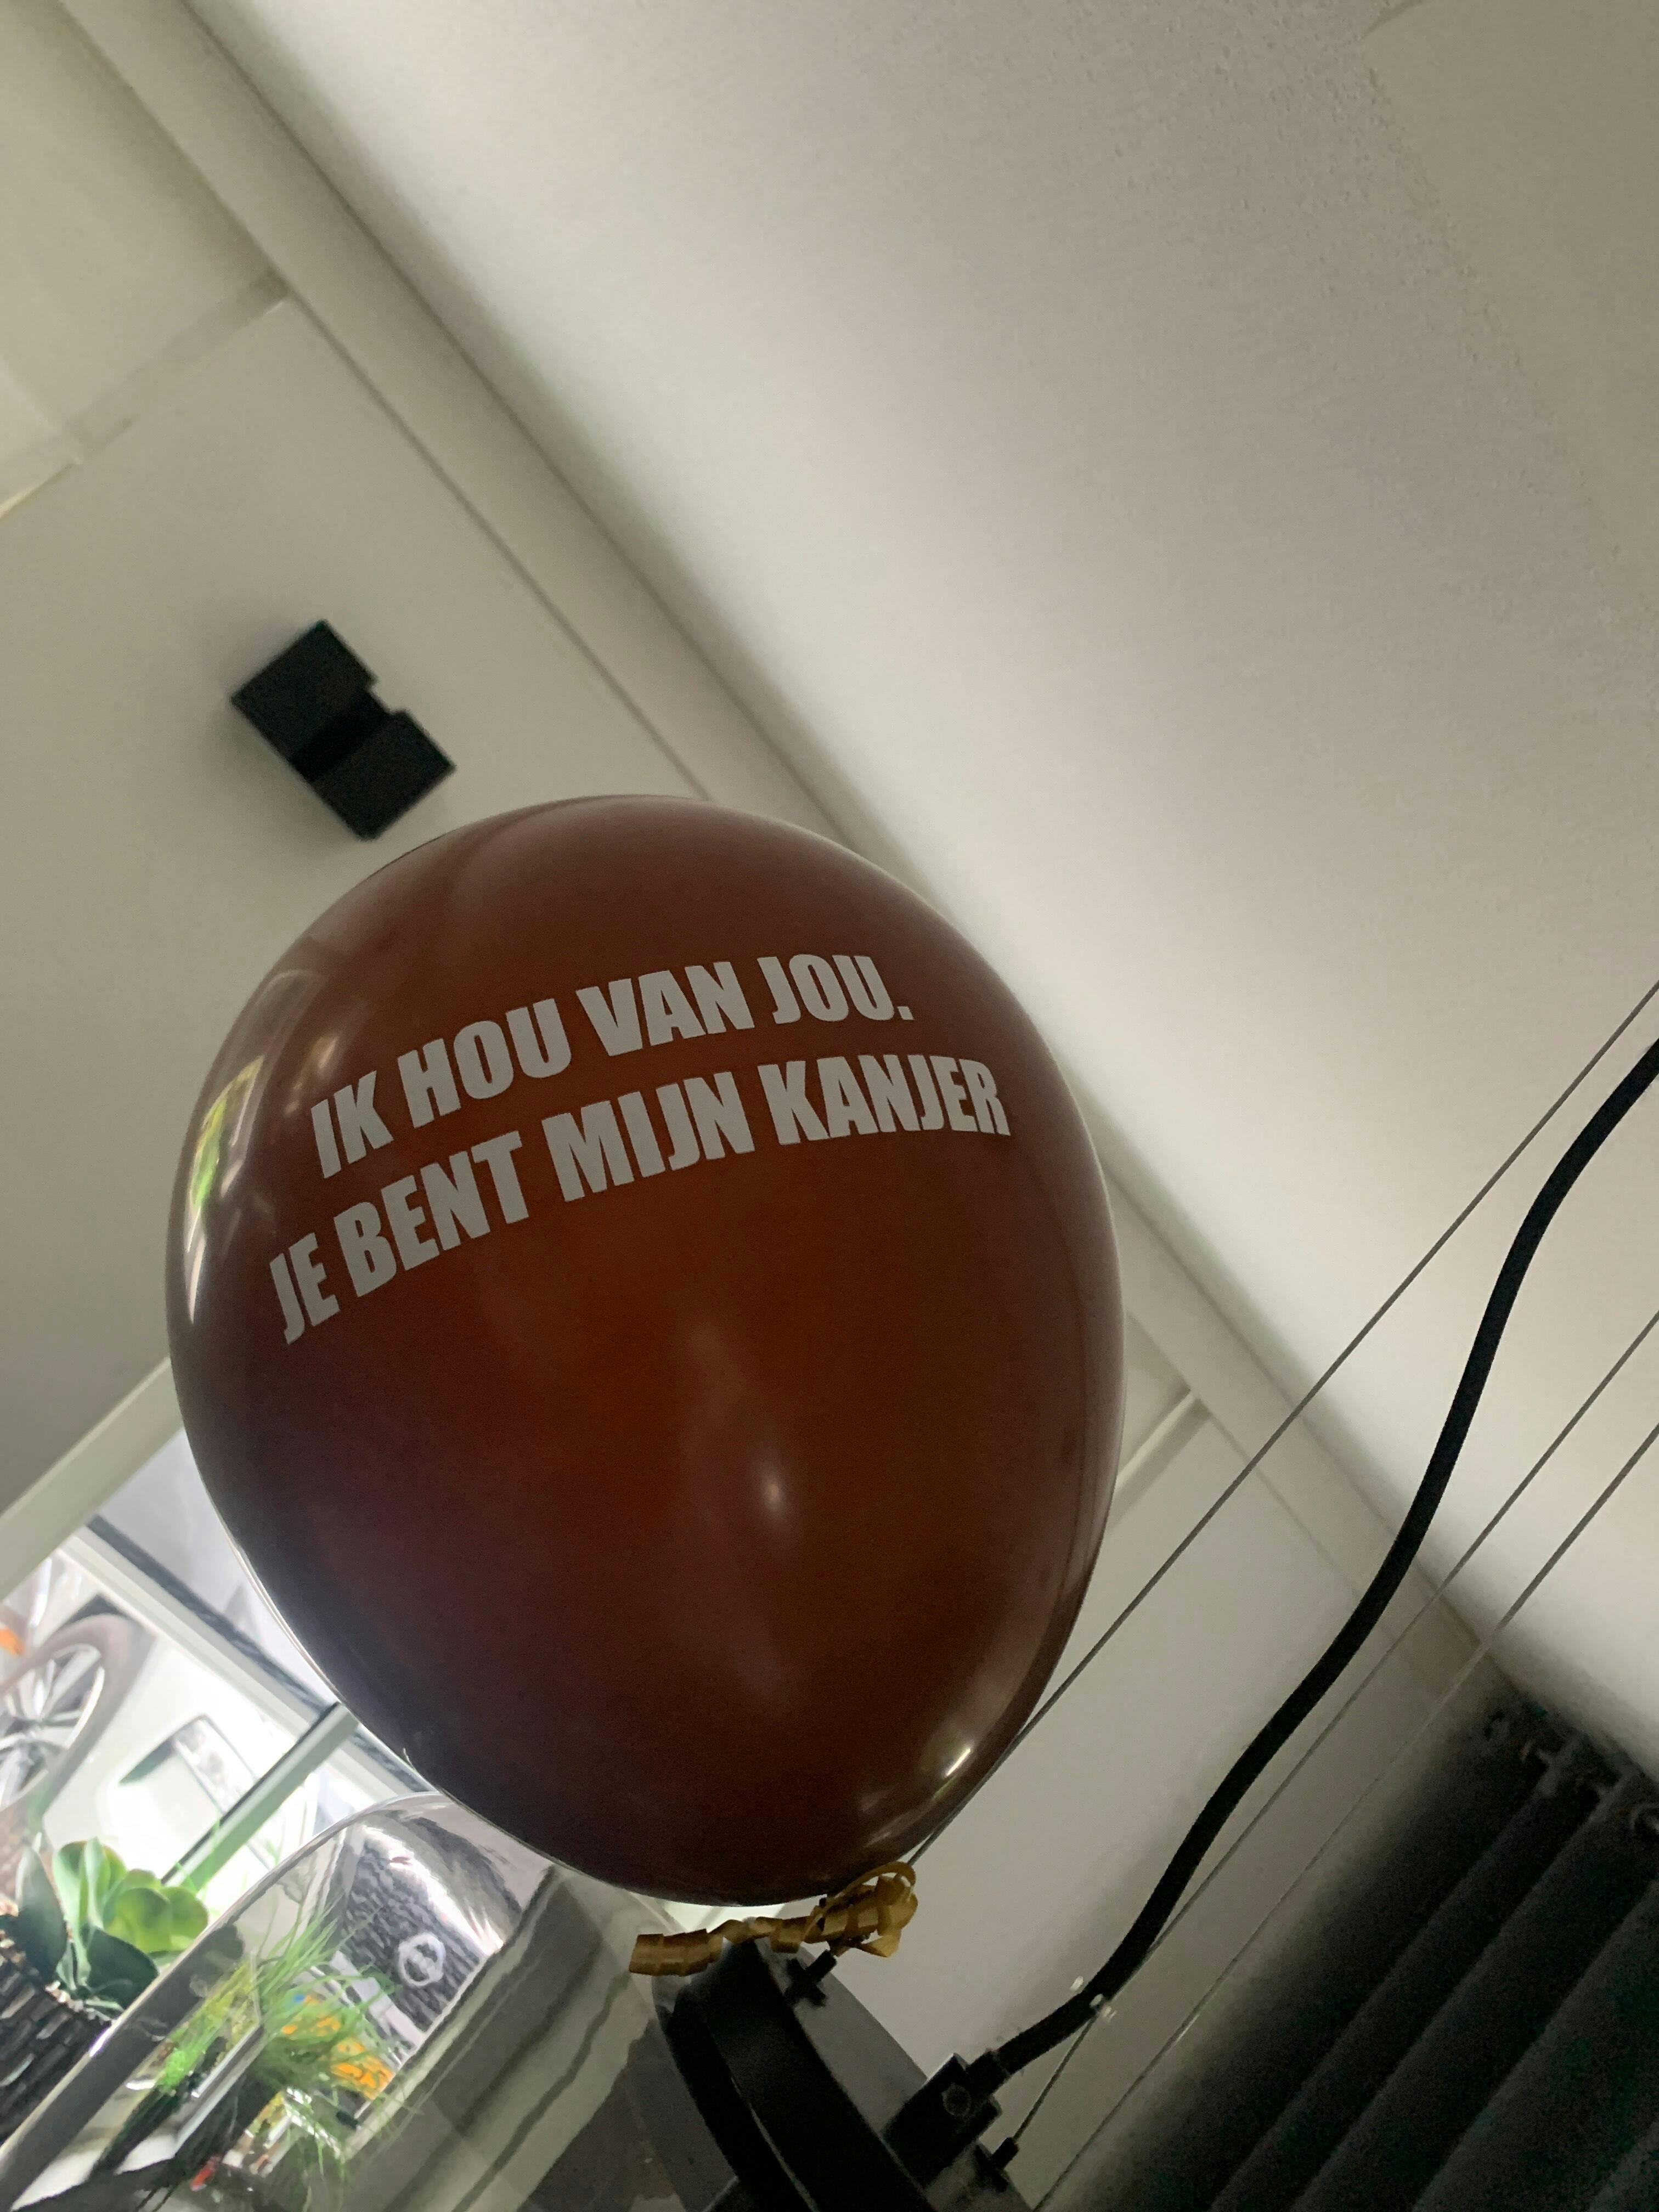 IK HOU VAN JOU.
JE BENT MIJN KANJER